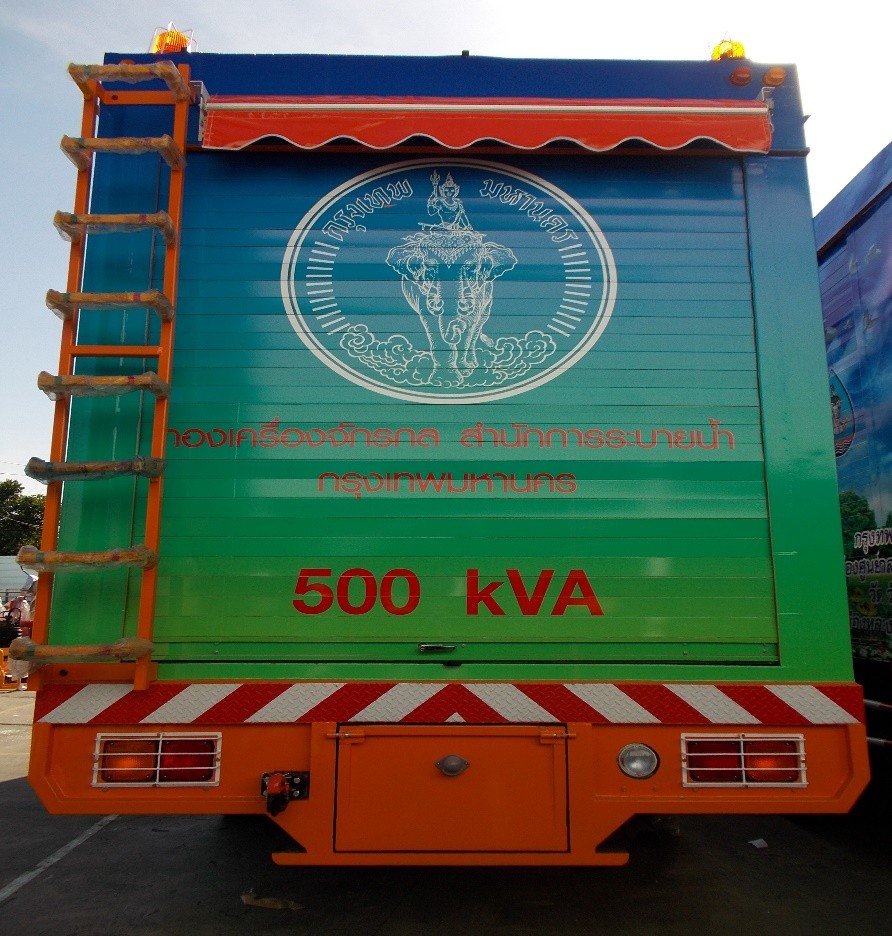 กรุงเทพ มหานคร
กองเครื่องจักรกล สำนักการระบายน้ำ
กรุงเทพมหานคร
500 kVA